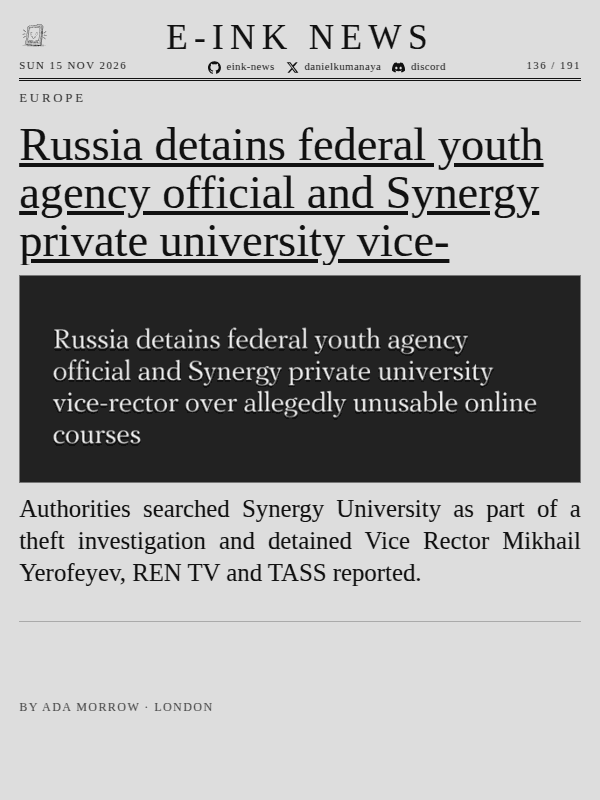 E-INK NEWS
SUN 15 NOV 2026
eink-news danielkumanaya discord
136 / 191
EUROPE
Russia detains federal youth
agency official and Synergy
private university vice-
Russia detains federal youth agency
official and Synergy private university
vice-rector over allegedly unusable online
courses
Authorities searched Synergy University as part of a
theft investigation and detained Vice Rector Mikhail
Yerofeyev, REN TV and TASS reported.
BY ADA MORROW · LONDON